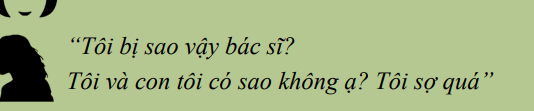 “Tôi bị sao vậy bác sĩ?
Tôi và con tôi có sao không ạ? Tôi sợ quá”